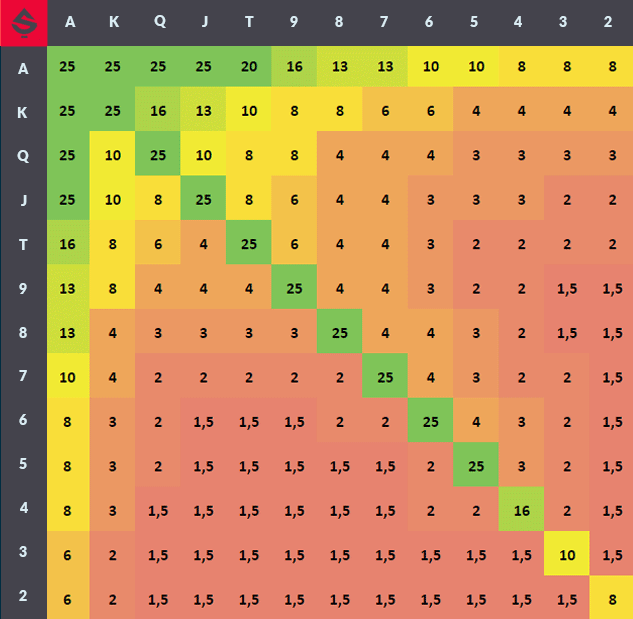 A K Q J T 9 8 7 6 5 4 3 2
A 25 25 25 25 20 16 13 13 10 10 8 8 8
K 25 25 16 13 10 8 8 6 6 4 4 4 4
Q 25 10 25 10 8 8 4 4 4 3 3 3 3
J 25 10 8 25 8 6 4 4 3 3 3 2 2
T 16 8 6 4 25 6 4 4 3 2 2 2 2
9 13 8 4 4 4 25 4 4 3 2 2 1,5 1,5
8 13 4 3 3 3 3 25 4 4 3 2 1,5 1,5
7 10 4 2 2 2 2 2 25 4 3 2 2 1,5
6 8 3 2 1,5 1,5 1,5 2 2 25 4 3 2 1,5
5 8 3 2 1,5 1,5 1,5 1,5 1,5 2 25 3 2 1,5
4 8 3 1,5 1,5 1,5 1,5 1,5 1,5 2 2 16 2 1,5
3 6 2 1,5 1,5 1,5 1,5 1,5 1,5 1,5 1,5 1,5 10 1,5
2 6 2 1,5 1,5 1,5 1,5 1,5 1,5 1,5 1,5 1,5 1,5 8